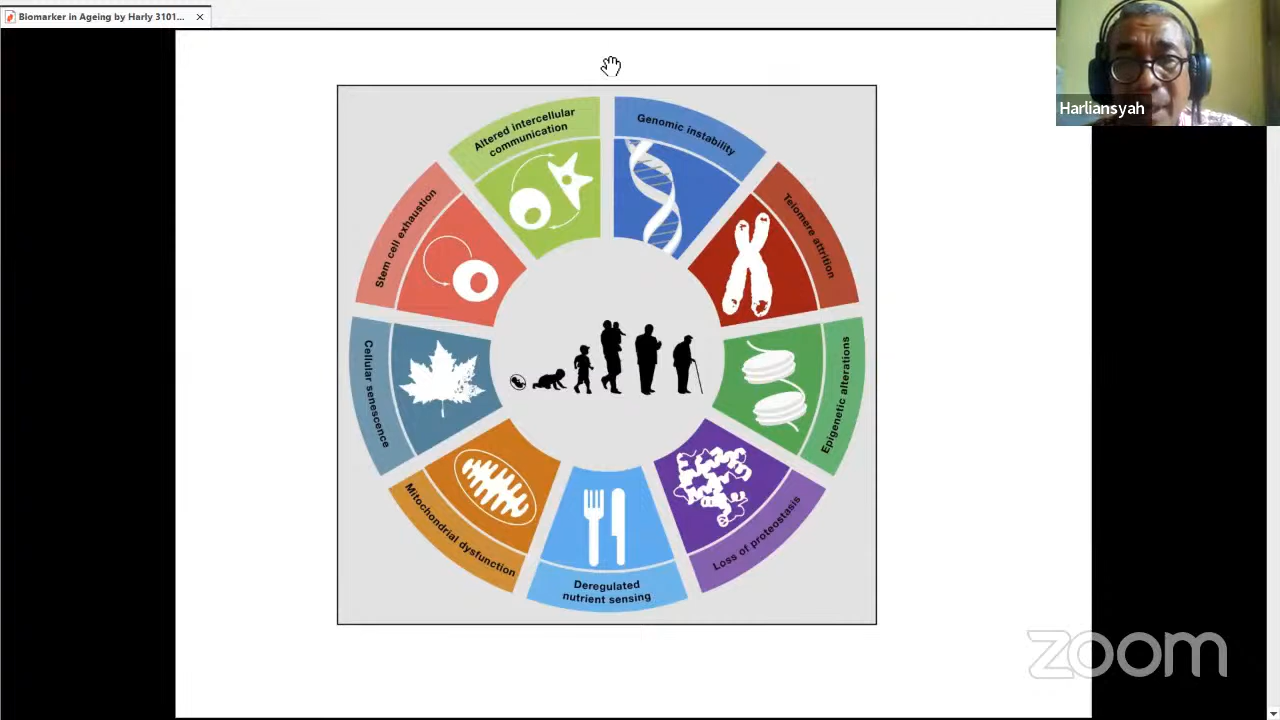 Biomarker in Ageing by Harly 3101...
Harliansyah
Altered intercellular
communication
Genomic instability
Stem cell exhaustion
Telomere attrition
Cellular senescence
Epigenetic alterations
Mitochondrial dysfunction
Loss of proteostasis
Deregulated
nutrient sensing
zoom